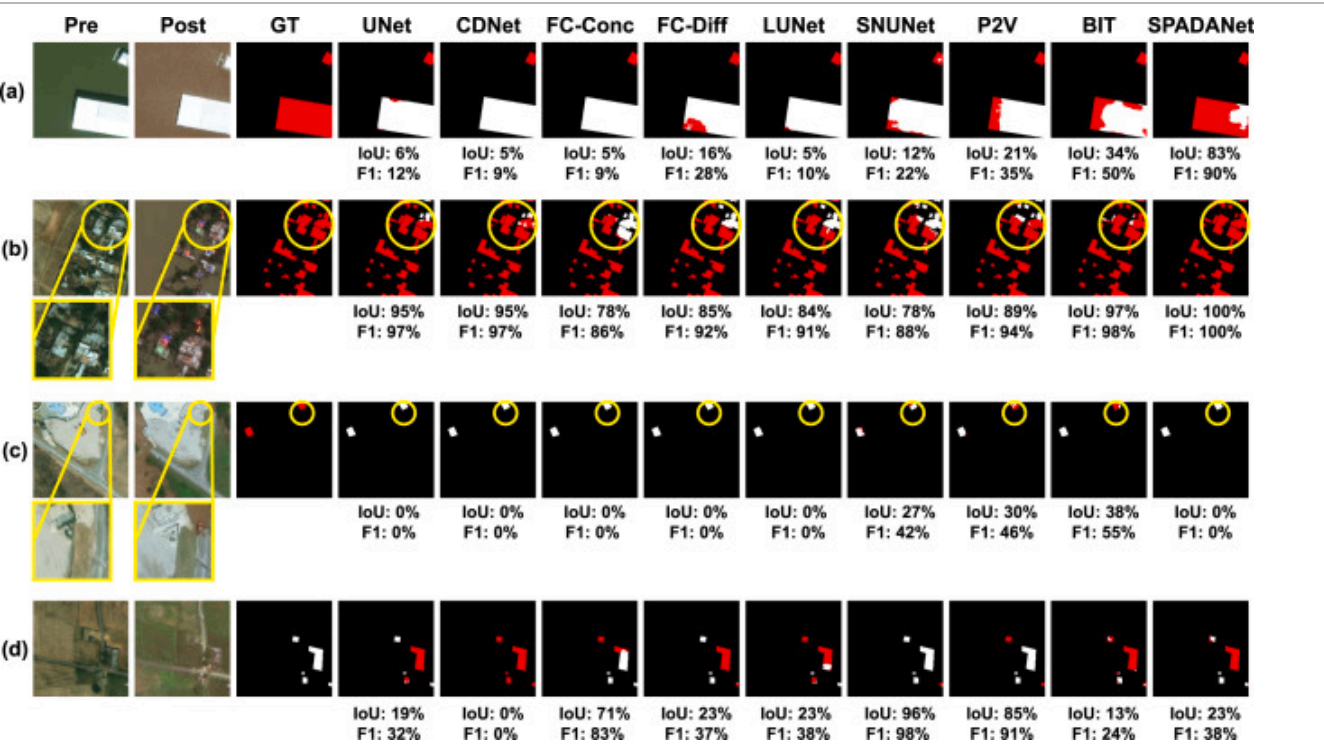 Pre Post GT UNet CDNet FC-Conc FC-Diff LUNet SNUNet P2V BIT SPADANet
(a)
IoU: 6% IoU: 5% IoU: 5% IoU: 16% IoU: 5% IoU: 12% IoU: 21% IoU: 34% IoU: 83%
F1: 12% F1: 9% F1: 9% F1: 28% F1: 10% F1: 22% F1: 35% F1: 50% F1: 90%
(b)
IoU: 95% IoU: 95% IoU: 78% IoU: 85% IoU: 84% IoU: 78% IoU: 89% IoU: 97% IoU: 100%
F1: 97% F1: 97% F1: 86% F1: 92% F1: 91% F1: 88% F1: 94% F1: 98% F1: 100%
(c)
IoU: 0% IoU: 0% IoU: 0% IoU: 0% IoU: 0% IoU: 27% IoU: 30% IoU: 38% IoU: 0%
F1: 0% F1: 0% F1: 0% F1: 0% F1: 0% F1: 42% F1: 46% F1: 55% F1: 0%
(d)
IoU: 19% IoU: 0% IoU: 71% IoU: 23% IoU: 23% IoU: 96% IoU: 85% IoU: 13% IoU: 23%
F1: 32% F1: 0% F1: 83% F1: 37% F1: 38% F1: 98% F1: 91% F1: 24% F1: 38%